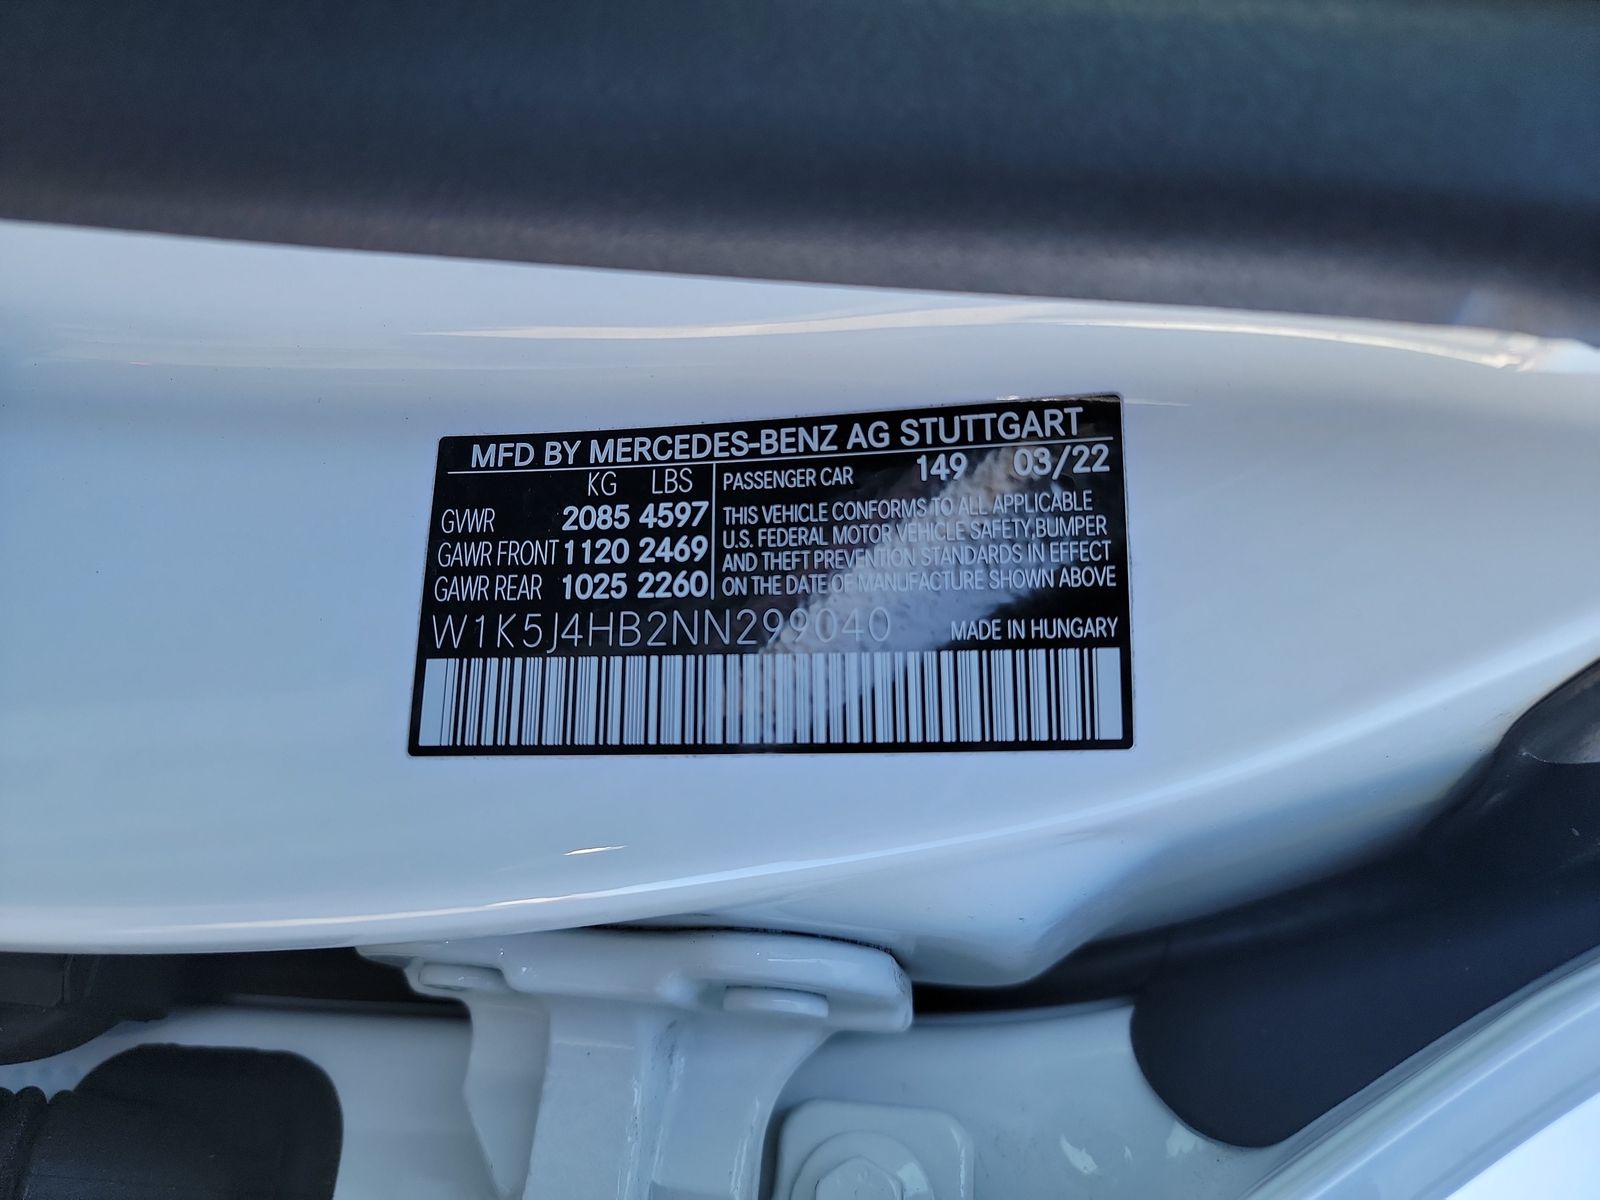 MFD BY MERCEDES-BENZ AG STUTTGART
KG LBS
GVWR 2085 4597
GAWR FRONT 1120 2469
GAWR REAR 1025 2260
PASSENGER CAR 149 03/22
THIS VEHICLE CONFORMS TO ALL APPLICABLE
U.S. FEDERAL MOTOR VEHICLE SAFETY,BUMPER
AND THEFT PREVENTION STANDARDS IN EFFECT
ON THE DATE OF MANUFACTURE SHOWN ABOVE
W1K5J4HB2NN299040 MADE IN HUNGARY